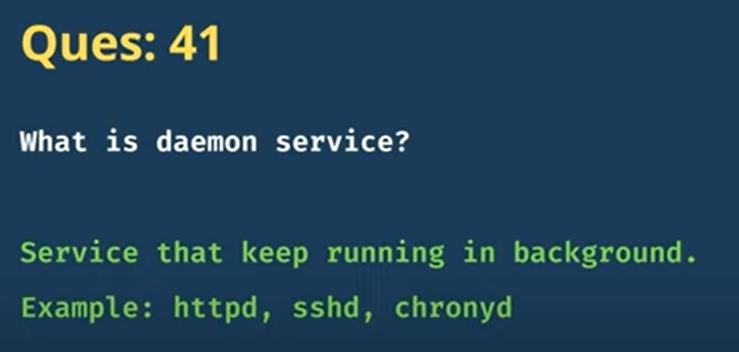 Ques: 41
What is daemon service?
Service that keep running in background.
Example: httpd, sshd, chronyd